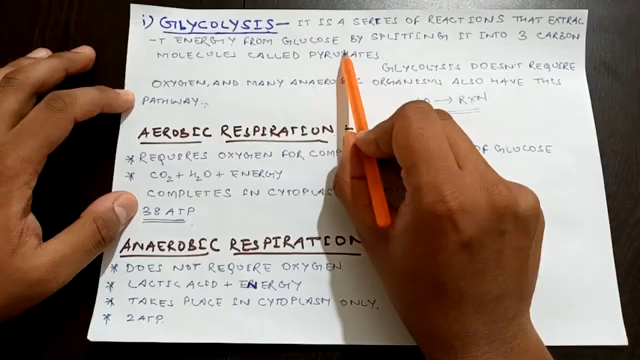 i) GLYCOLYSIS - IT IS A SERIES OF REACTIONS THAT EXTRAC
-T ENERGY FROM GLUCOSE BY SPLITTING IT INTO 3 CARBON
MOLECULES CALLED PYRUVATES.
GLYCOLYSIS DOESN'T REQUIRE
OXYGEN, AND MANY ANAEROBIC ORGANISMS ALSO HAVE THIS
PATHWAY.
→ RXN
AEROBIC RESPIRATION
* REQUIRES OXYGEN FOR OF GLUCOSE.
* CO2 + H2O + ENERGY
COMPLETES IN CYTOPLAS
* 38 ATP
ANAEROBIC RESPIRATION
* DOES NOT REQUIRE OXYGEN
* LACTIC ACID + ENERGY
* TAKES PLACE IN CYTOPLASM ONLY.
* 2ATP.